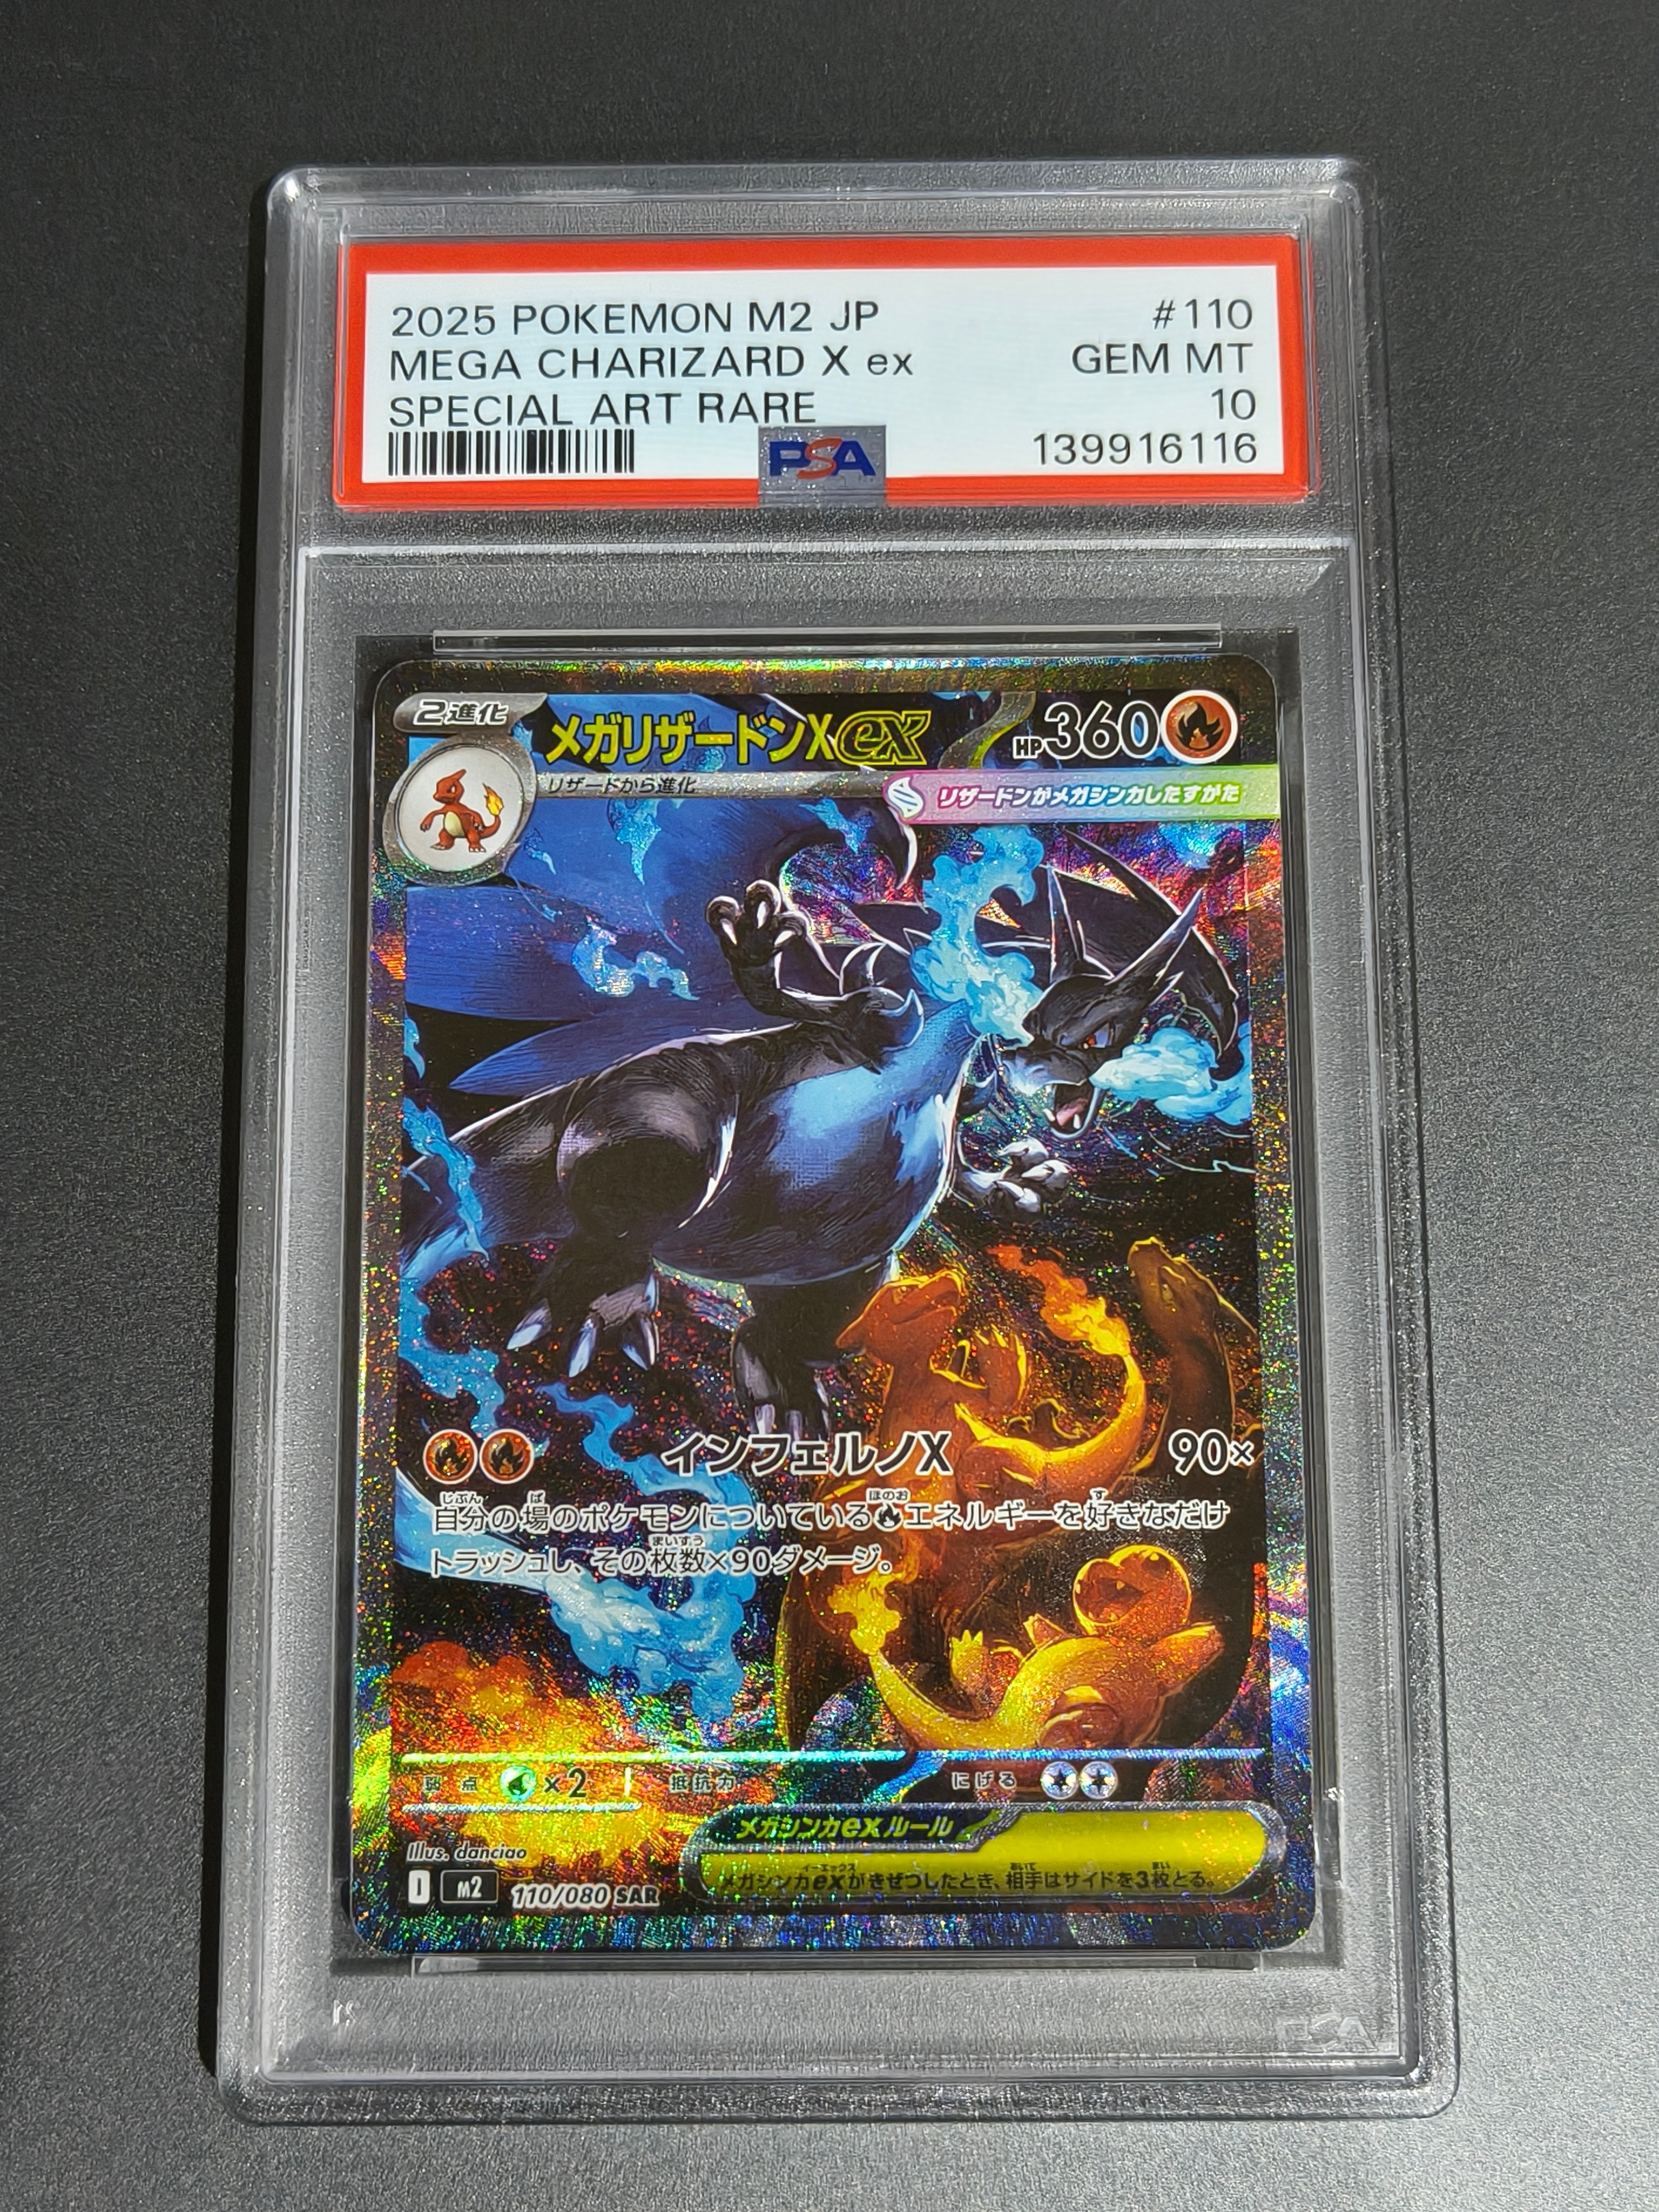 2025 POKEMON M2 JP #110
MEGA CHARIZARD X ex GEM MT
SPECIAL ART RARE 10
PSA 139916116
2進化 メガリザードンXex HP360
リザードから進化 リザードンがメガシンカしたすがた
インフェルノX 90×
自分の場のポケモンについているエネルギーを好きなだけ
トラッシュし、その枚数×90ダメージ。
弱点 ×2 抵抗力 にげる
メガシンカexルール
メガシンカexがきぜつしたとき、相手はサイドを3枚とる。
Illus. danciao
I M2 110/080 SAR
PSA